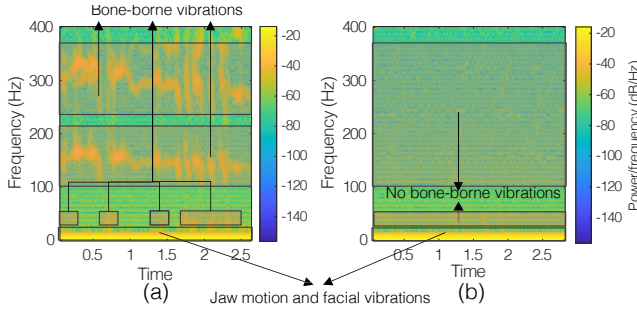 Bone-borne vibrations
400
300
200
100
0
Frequency (Hz)
0.5 1 1.5 2 2.5
Time
(a)
-20
-40
-60
-80
-100
-120
-140
400
300
200
100
0
Frequency (Hz)
No bone-borne vibrations
0.5 1 1.5 2 2.5
Time
(b)
-20
-40
-60
-80
-100
-120
-140
Power/frequency (dB/Hz)
Jaw motion and facial vibrations